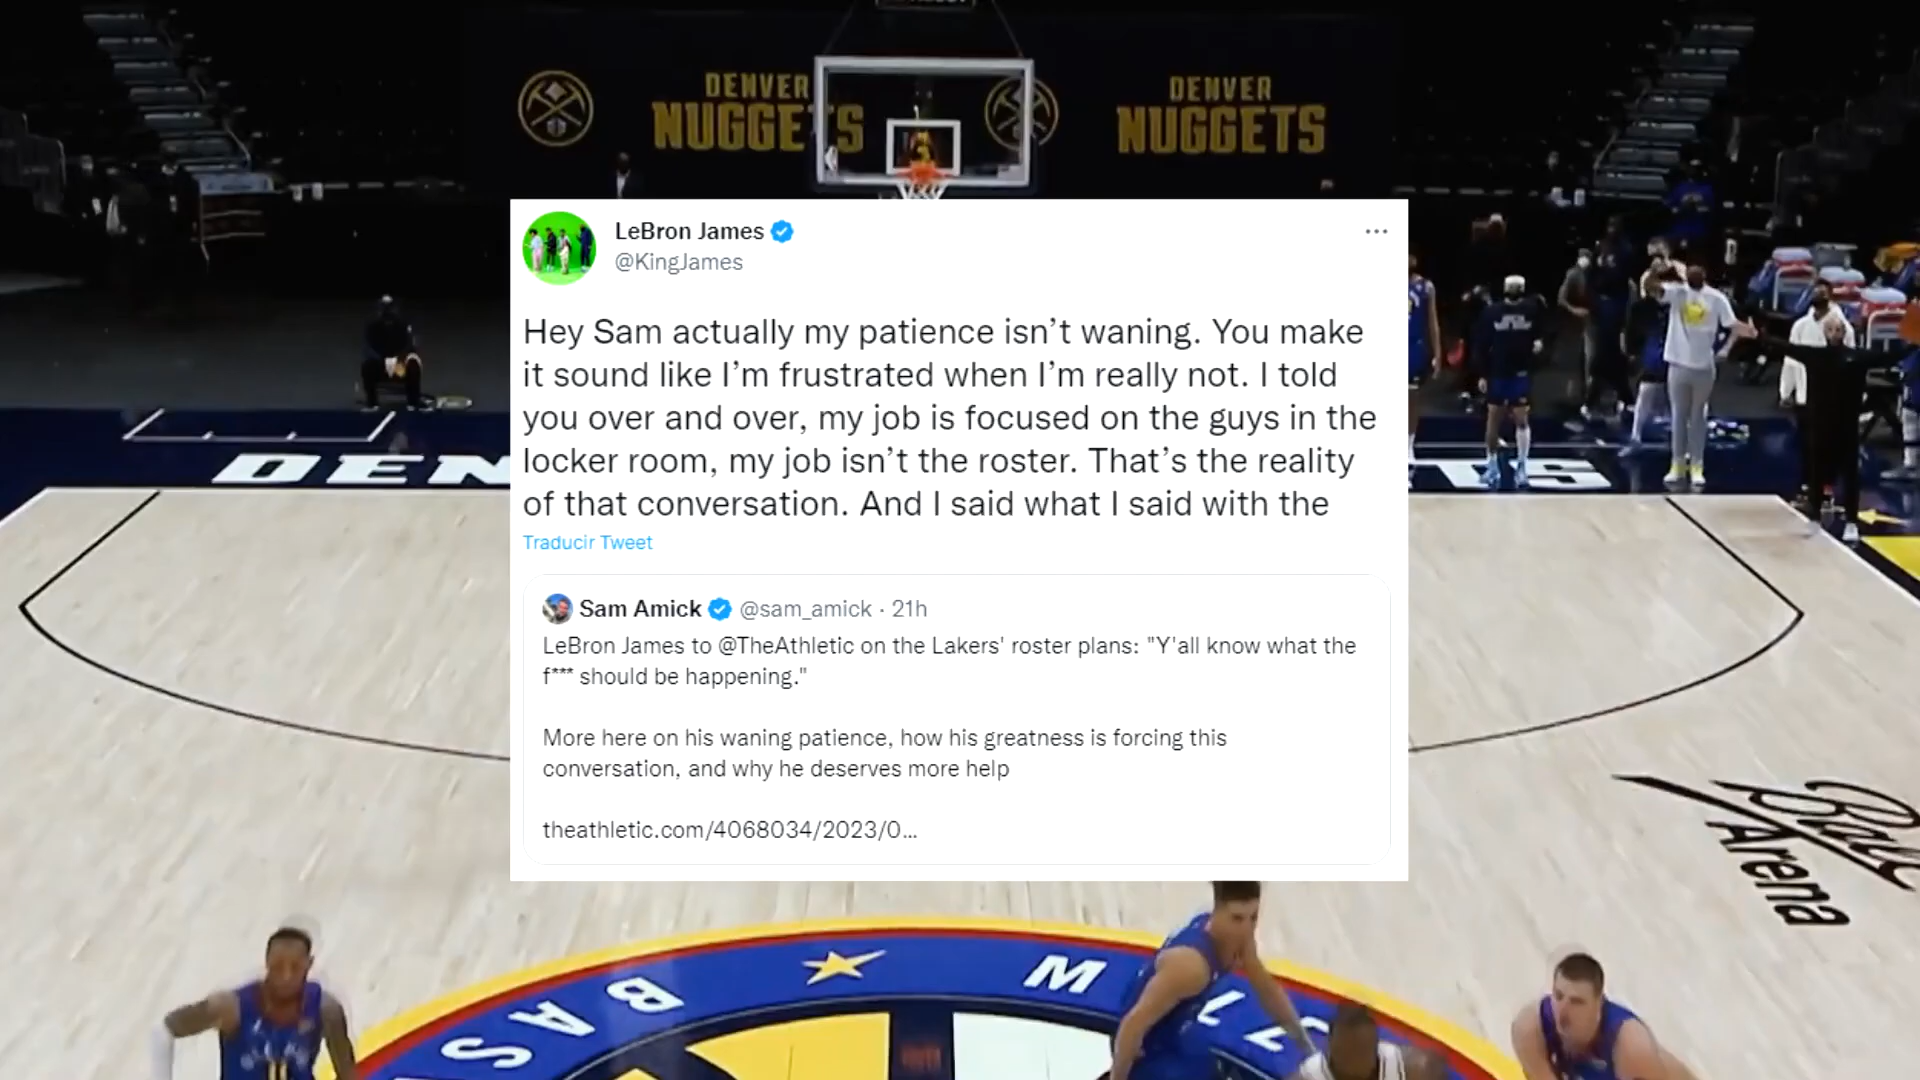 DENVER
NUGGETS
DENVER
NUGGETS
LeBron James
@KingJames
Hey Sam actually my patience isn’t waning. You make
it sound like I’m frustrated when I’m really not. I told
you over and over, my job is focused on the guys in the
locker room, my job isn’t the roster. That’s the reality
of that conversation. And I said what I said with the
Traducir Tweet
Sam Amick @sam_amick · 21h
LeBron James to @TheAthletic on the Lakers' roster plans: "Y'all know what the
f*** should be happening."
More here on his waning patience, how his greatness is forcing this
conversation, and why he deserves more help
theathletic.com/4068034/2023/0...
DEN
TS
Ball
Arena